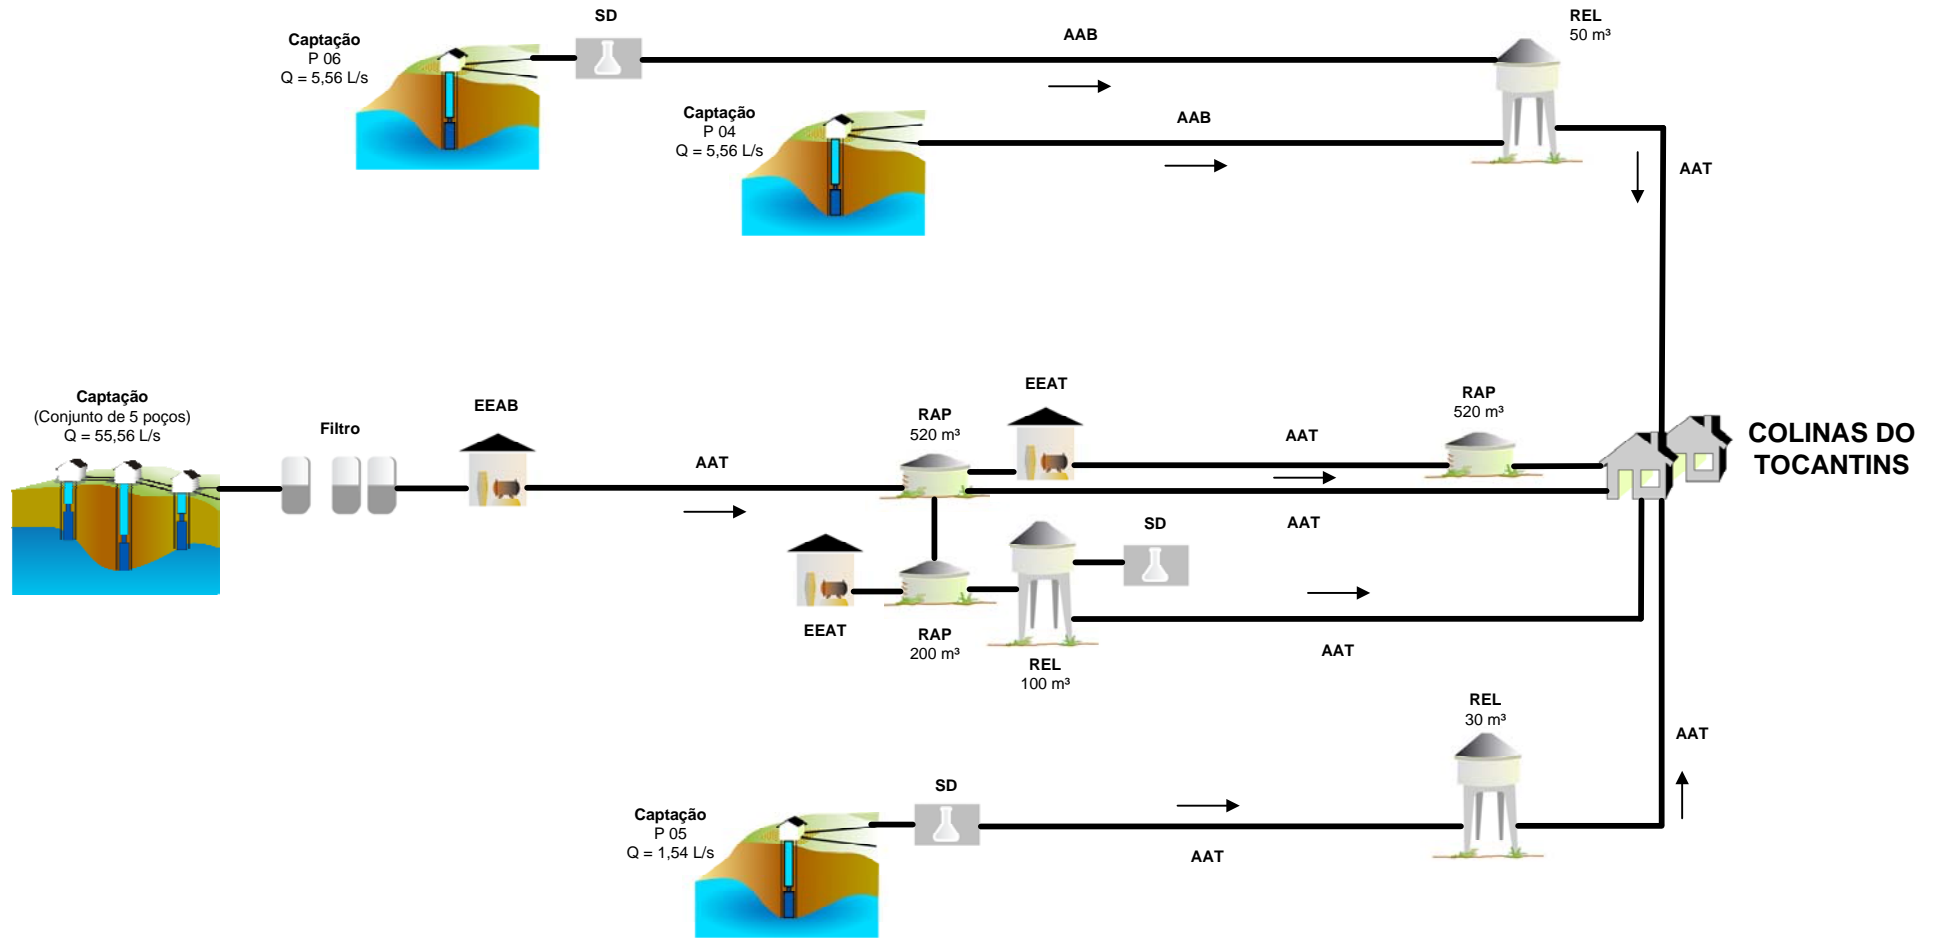 SD
REL
50 m³
Captação
P 06
Q = 5,56 L/s
AAB
Captação
P 04
Q = 5,56 L/s
AAB
AAT
Captação
(Conjunto de 5 poços)
Q = 55,56 L/s
Filtro
EEAB
AAT
RAP
520 m³
EEAT
AAT
RAP
520 m³
COLINAS DO
TOCANTINS
AAT
SD
EEAT
RAP
200 m³
REL
100 m³
AAT
REL
30 m³
AAT
SD
Captação
P 05
Q = 1,54 L/s
AAT